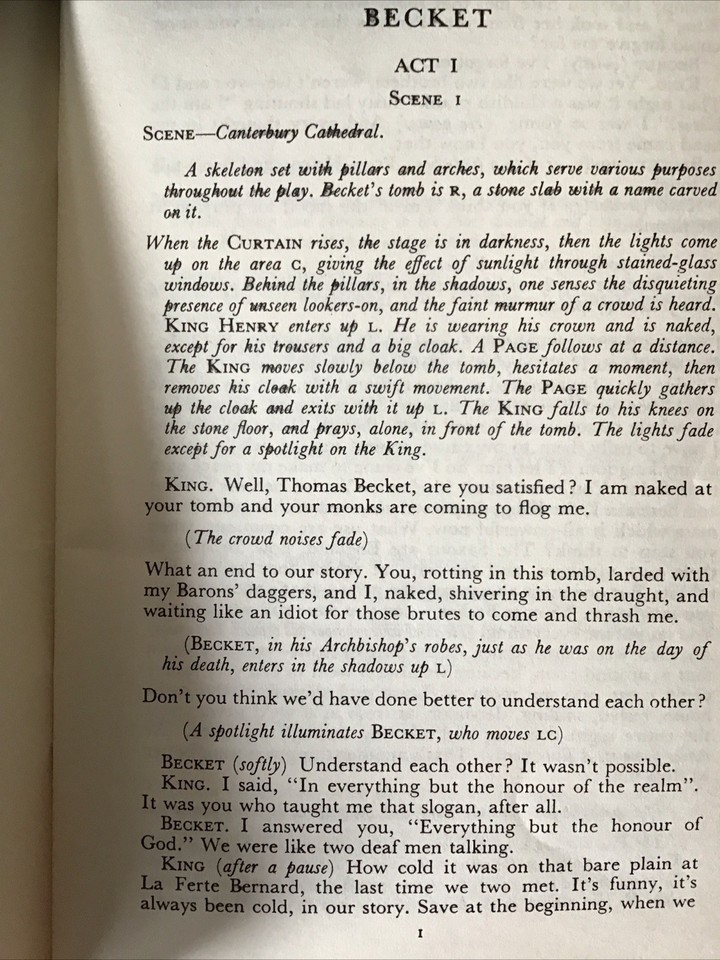 BECKET
ACT I
SCENE I
SCENE—Canterbury Cathedral.
A skeleton set with pillars and arches, which serve various purposes
throughout the play. Becket's tomb is R, a stone slab with a name carved
on it.
When the CURTAIN rises, the stage is in darkness, then the lights come
up on the area C, giving the effect of sunlight through stained-glass
windows. Behind the pillars, in the shadows, one senses the disquieting
presence of unseen lookers-on, and the faint murmur of a crowd is heard.
KING HENRY enters up L. He is wearing his crown and is naked,
except for his trousers and a big cloak. A PAGE follows at a distance.
The KING moves slowly below the tomb, hesitates a moment, then
removes his cloak with a swift movement. The PAGE quickly gathers
up the cloak and exits with it up L. The KING falls to his knees on
the stone floor, and prays, alone, in front of the tomb. The lights fade
except for a spotlight on the King.
KING. Well, Thomas Becket, are you satisfied? I am naked at
your tomb and your monks are coming to flog me.
(The crowd noises fade)
What an end to our story. You, rotting in this tomb, larded with
my Barons' daggers, and I, naked, shivering in the draught, and
waiting like an idiot for those brutes to come and thrash me.
(BECKET, in his Archbishop's robes, just as he was on the day of
his death, enters in the shadows up L)
Don't you think we'd have done better to understand each other?
(A spotlight illuminates BECKET, who moves LC)
BECKET (softly) Understand each other? It wasn't possible.
KING. I said, "In everything but the honour of the realm".
It was you who taught me that slogan, after all.
BECKET. I answered you, "Everything but the honour of
God." We were like two deaf men talking.
KING (after a pause) How cold it was on that bare plain at
La Ferte Bernard, the last time we two met. It's funny, it's
always been cold, in our story. Save at the beginning, when we
I